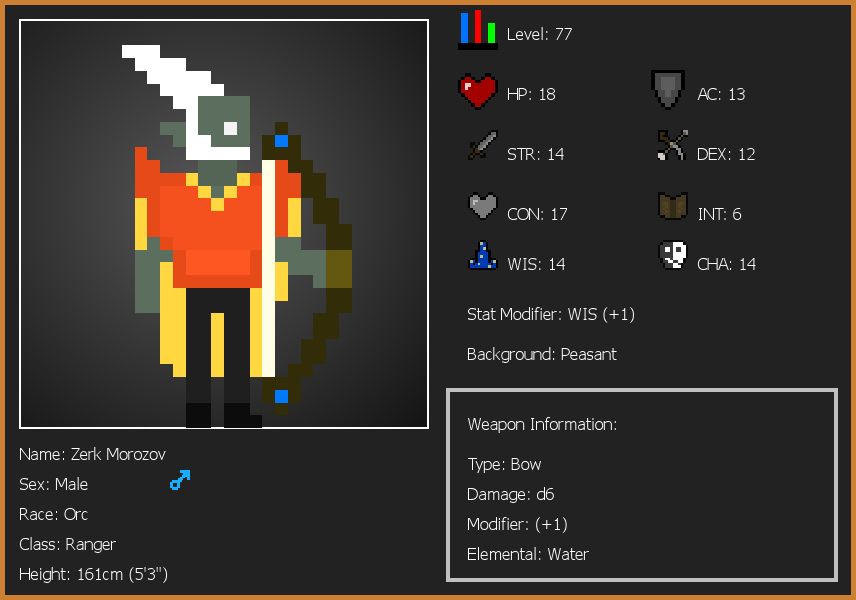 Level: 77
HP: 18
AC: 13
STR: 14
DEX: 12
CON: 17
INT: 6
WIS: 14
CHA: 14
Stat Modifier: WIS (+1)
Background: Peasant
Weapon Information:
Type: Bow
Damage: d6
Modifier: (+1)
Elemental: Water
Name: Zerk Morozov
Sex: Male
Race: Orc
Class: Ranger
Height: 161cm (5'3")